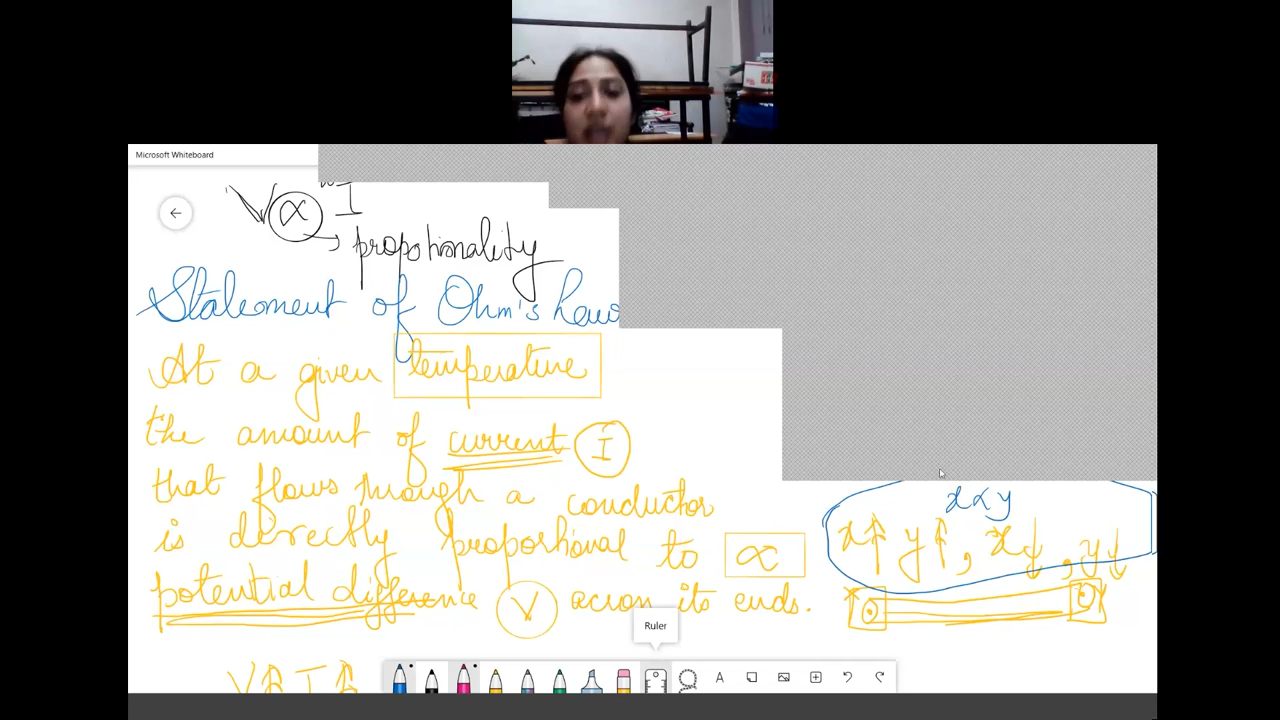 Microsoft Whiteboard
V ∝ I
→ propotionality
Statement of Ohm's Law
At a given temperature
the amount of current I
that flows through a conductor
is directly proportional to ∝
potential difference V across its ends.
x∝y
x↑ y↑, x↓, y↓
Ruler
V↑ I↑
A